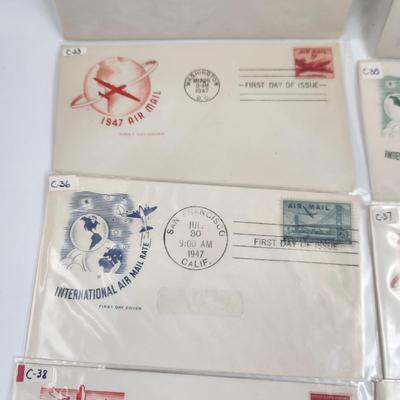 C-33
1947 AIR MAIL
FIRST DAY COVER
WASHINGTON
1947
D.C.
FIRST DAY OF ISSUE
AIR MAIL
C-36
INTERNATIONAL AIR MAIL RATE
FIRST DAY COVER
SAN FRANCISCO
JUL
30
9:00 AM
1947
CALIF.
FIRST DAY OF ISSUE
AIR MAIL
C-37
C-38